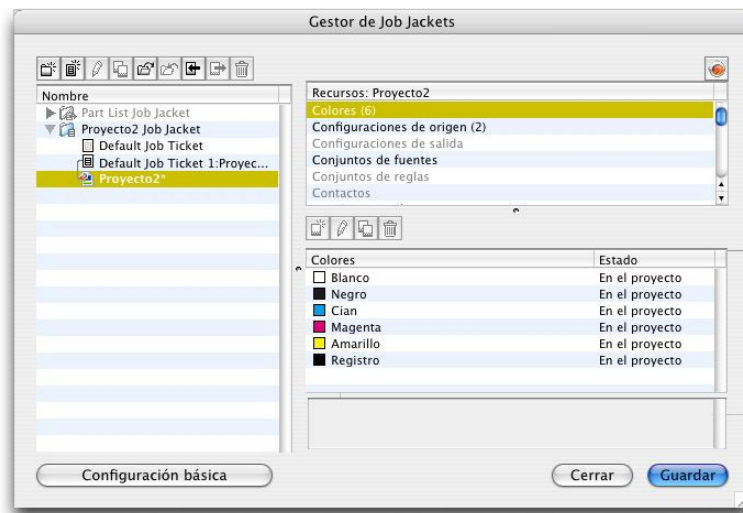 Gestor de Job Jackets
Nombre
Part List Job Jacket
Proyecto2 Job Jacket
Default Job Ticket
Default Job Ticket 1:Proyec...
Proyecto2*
Recursos: Proyecto2
Colores (6)
Configuraciones de origen (2)
Configuraciones de salida
Conjuntos de fuentes
Conjuntos de reglas
Contactos
Colores Estado
Blanco En el proyecto
Negro En el proyecto
Cian En el proyecto
Magenta En el proyecto
Amarillo En el proyecto
Registro En el proyecto
Configuración básica
Cerrar
Guardar